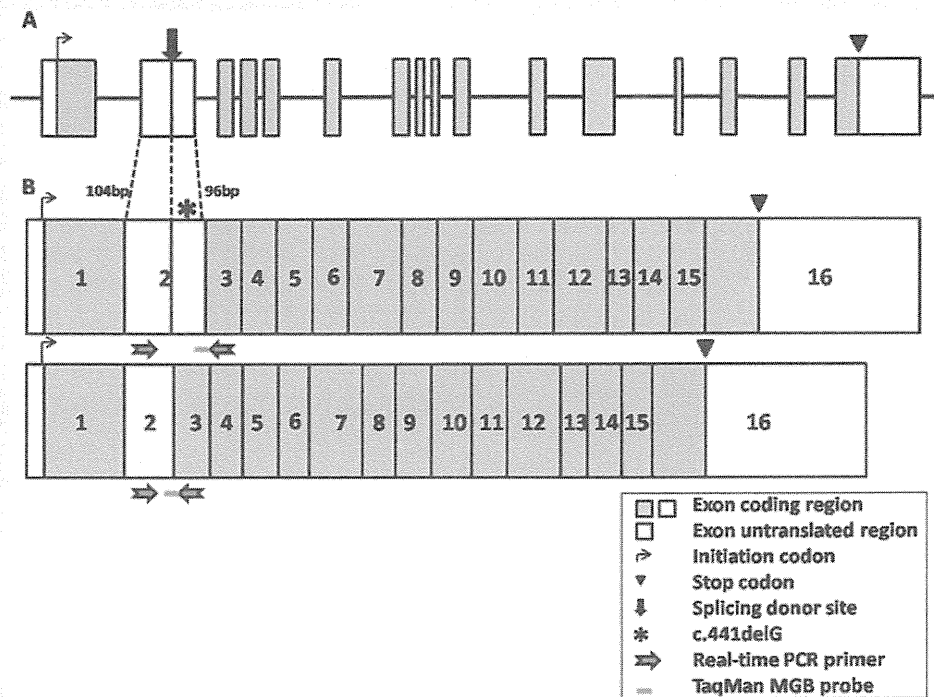 A
104bp
96bp
B
*
1 2 3 4 5 6 7 8 9 10 11 12 13 14 15 16
1 2 3 4 5 6 7 8 9 10 11 12 13 14 15 16
Exon coding region
Exon untranslated region
Initiation codon
Stop codon
Splicing donor site
* c.441delG
Real-time PCR primer
TaqMan MGB probe